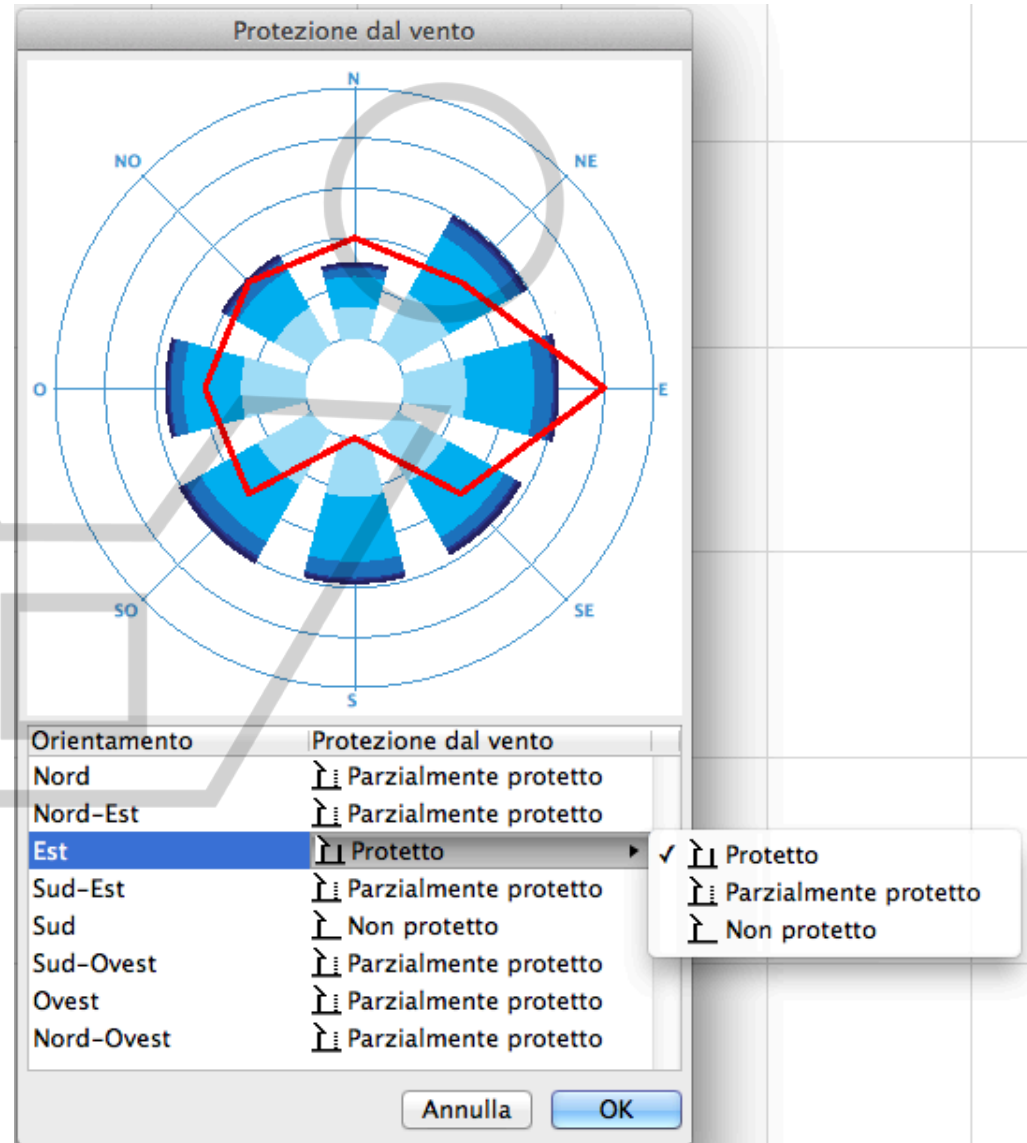 Protezione dal vento
N
NO
NE
O
E
SO
SE
S
Orientamento Protezione dal vento
Nord Parzialmente protetto
Nord-Est Parzialmente protetto
Est Protetto
✓ Protetto
Sud-Est Parzialmente protetto
Parzialmente protetto
Sud Non protetto
Non protetto
Sud-Ovest Parzialmente protetto
Ovest Parzialmente protetto
Nord-Ovest Parzialmente protetto
Annulla OK